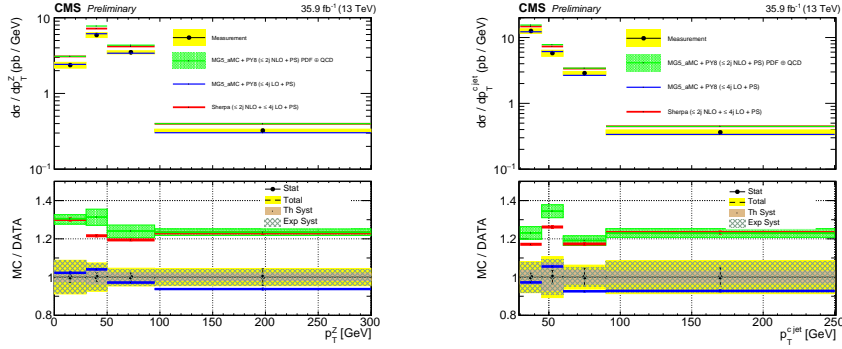 CMS Preliminary 35.9 fb⁻¹ (13 TeV)
dσ / dp_T^Z (pb / GeV)
10
1
10⁻¹
Measurement
MG5_aMC + PY8 (≤ 2j NLO + PS) PDF ⊕ QCD
MG5_aMC + PY8 (≤ 4j LO + PS)
Sherpa (≤ 2j NLO + ≤ 4j LO + PS)
MC / DATA
1.4
1.2
1
0.8
Stat
Total
Th Syst
Exp Syst
0 50 100 150 200 250 300
p_T^Z [GeV]
CMS Preliminary 35.9 fb⁻¹ (13 TeV)
dσ / dp_T^c jet (pb / GeV)
10
1
10⁻¹
Measurement
MG5_aMC + PY8 (≤ 2j NLO + PS) PDF ⊕ QCD
MG5_aMC + PY8 (≤ 4j LO + PS)
Sherpa (≤ 2j NLO + ≤ 4j LO + PS)
MC / DATA
1.4
1.2
1
0.8
Stat
Total
Th Syst
Exp Syst
50 100 150 200 250
p_T^c jet [GeV]